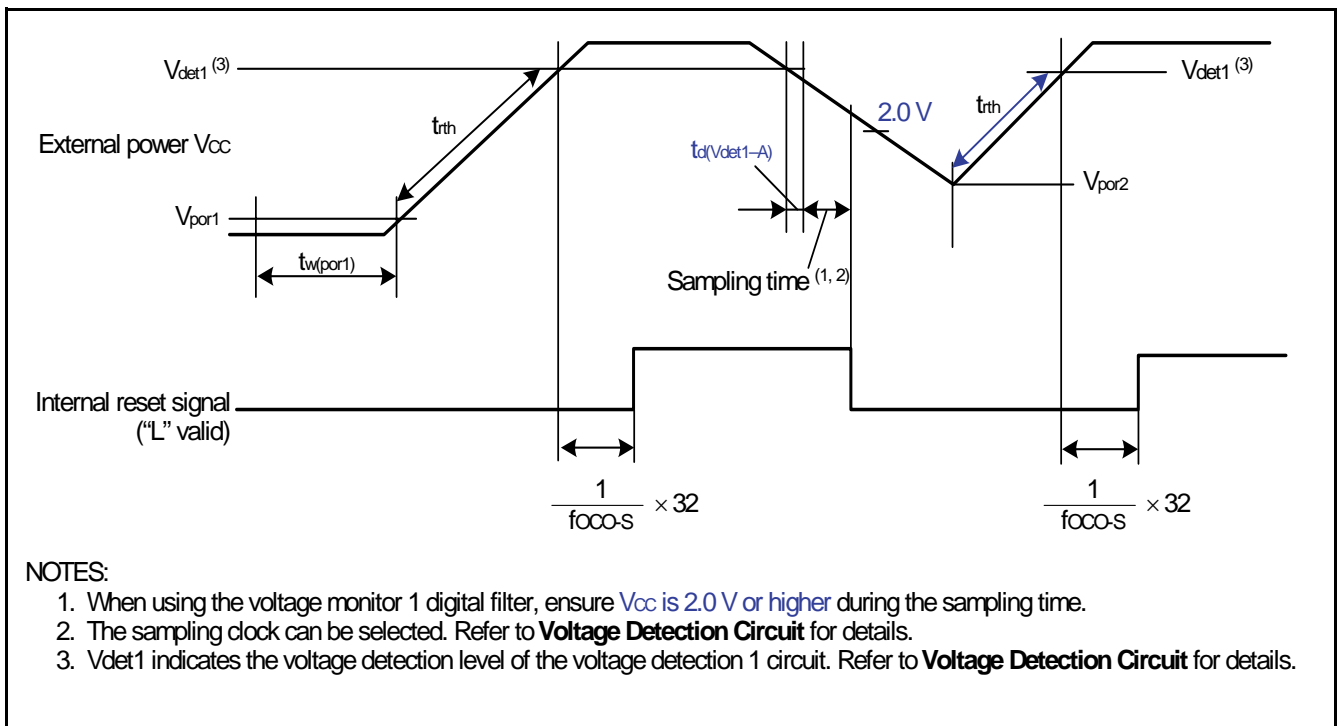 Vdet1 (3)
External power VCC
Vpor1
tw(por1)
trth
td(Vdet1–A)
Sampling time (1, 2)
2.0 V
trth
Vdet1 (3)
Vpor2
Internal reset signal
(“L” valid)
1
fOCO-S
× 32
1
fOCO-S
× 32
NOTES:
1. When using the voltage monitor 1 digital filter, ensure VCC is 2.0 V or higher during the sampling time.
2. The sampling clock can be selected. Refer to Voltage Detection Circuit for details.
3. Vdet1 indicates the voltage detection level of the voltage detection 1 circuit. Refer to Voltage Detection Circuit for details.